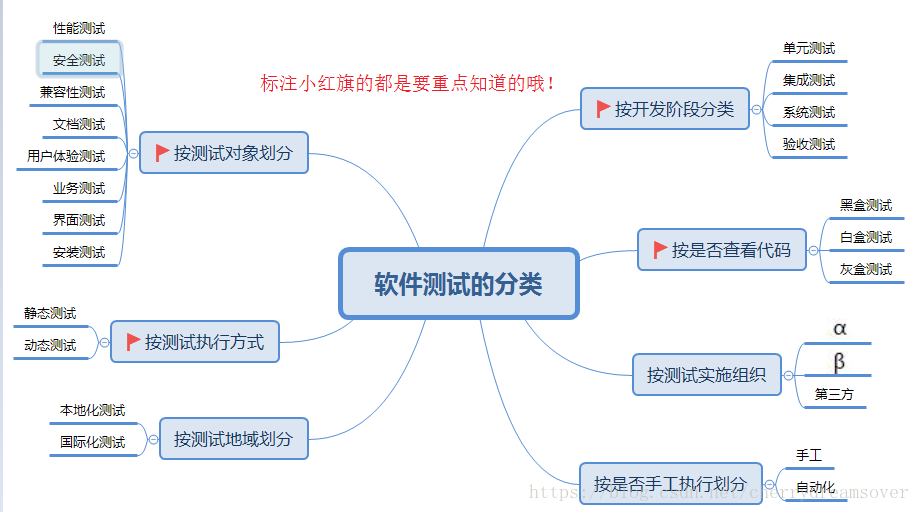 标注小红旗的都是要重点知道的哦！
软件测试的分类
按开发阶段分类
单元测试
集成测试
系统测试
验收测试
按是否查看代码
黑盒测试
白盒测试
灰盒测试
按测试实施组织
α
β
第三方
按是否手工执行划分
手工
自动化
按测试对象划分
性能测试
安全测试
兼容性测试
文档测试
用户体验测试
业务测试
界面测试
安装测试
按测试执行方式
静态测试
动态测试
按测试地域划分
本地化测试
国际化测试
https://blog.csdn.net/cherrydreamsover